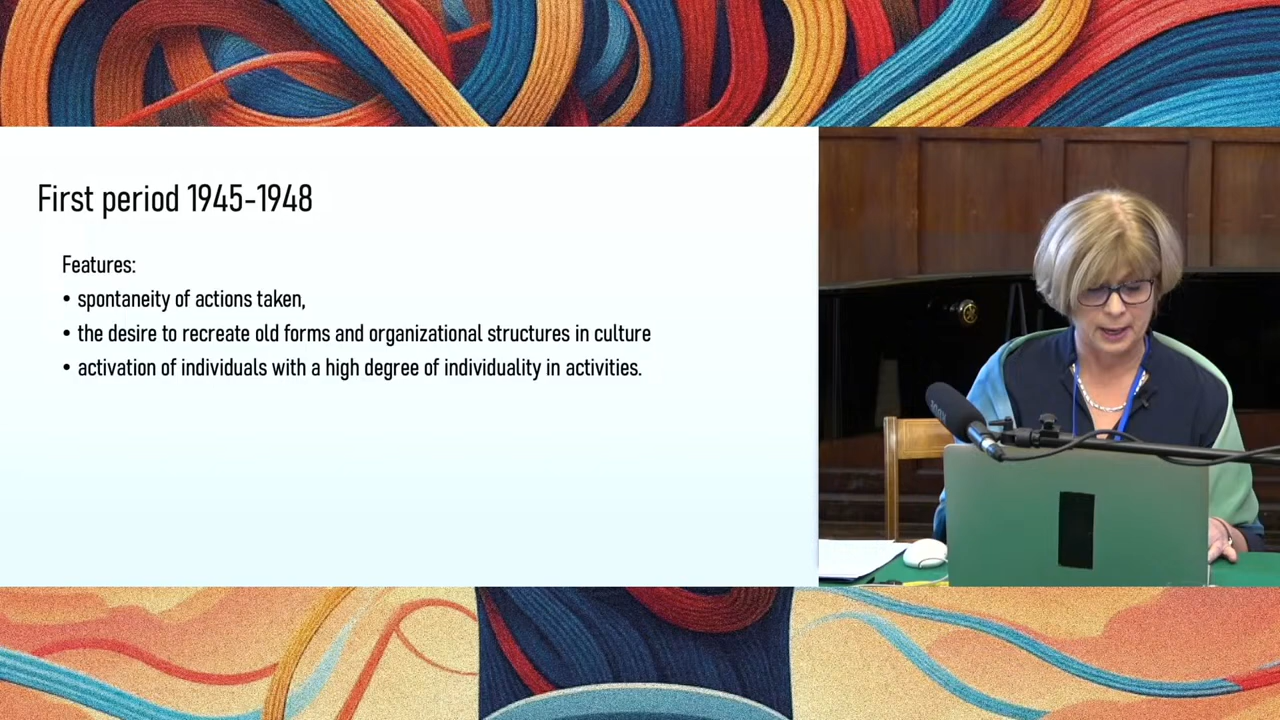 First period 1945-1948
Features:
• spontaneity of actions taken,
• the desire to recreate old forms and organizational structures in culture
• activation of individuals with a high degree of individuality in activities.